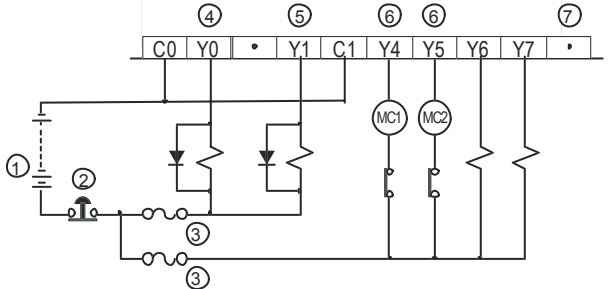 ④ ⑤ ⑥ ⑥ ⑦
C0 Y0 • Y1 C1 Y4 Y5 Y6 Y7 •
MC1 MC2
①
②
③
③